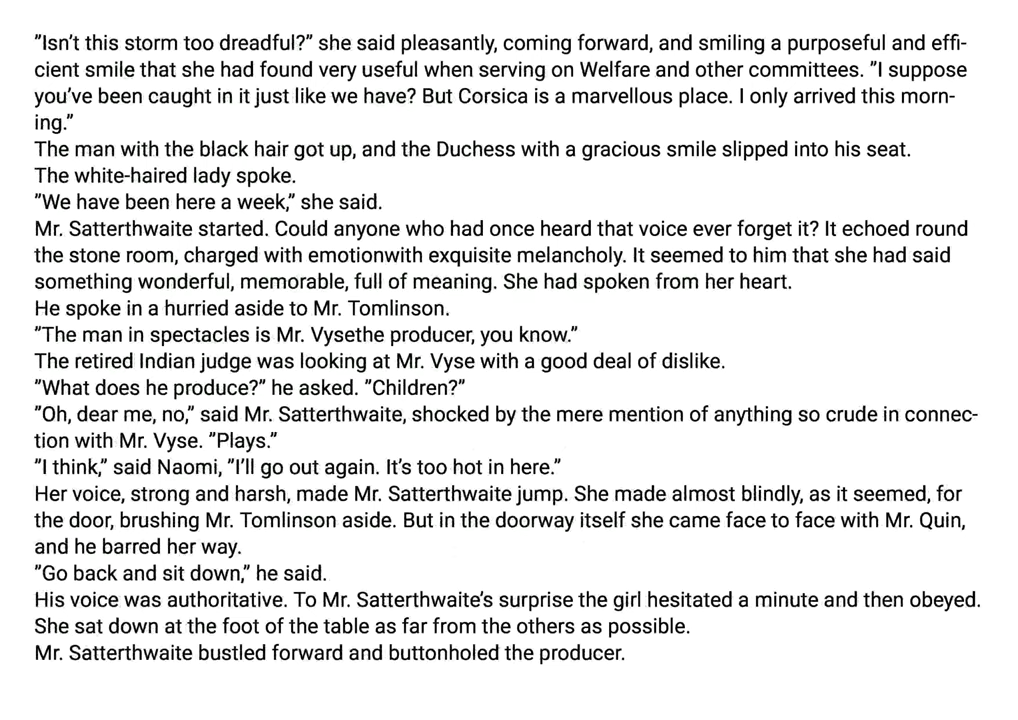 "Isn't this storm too dreadful?" she said pleasantly, coming forward, and smiling a purposeful and effi-
cient smile that she had found very useful when serving on Welfare and other committees. "I suppose
you've been caught in it just like we have? But Corsica is a marvellous place. I only arrived this morn-
ing."
The man with the black hair got up, and the Duchess with a gracious smile slipped into his seat.
The white-haired lady spoke.
"We have been here a week," she said.
Mr. Satterthwaite started. Could anyone who had once heard that voice ever forget it? It echoed round
the stone room, charged with emotionwith exquisite melancholy. It seemed to him that she had said
something wonderful, memorable, full of meaning. She had spoken from her heart.
He spoke in a hurried aside to Mr. Tomlinson.
"The man in spectacles is Mr. Vysethe producer, you know."
The retired Indian judge was looking at Mr. Vyse with a good deal of dislike.
"What does he produce?" he asked. "Children?"
"Oh, dear me, no," said Mr. Satterthwaite, shocked by the mere mention of anything so crude in connec-
tion with Mr. Vyse. "Plays."
"I think," said Naomi, "I'll go out again. It's too hot in here."
Her voice, strong and harsh, made Mr. Satterthwaite jump. She made almost blindly, as it seemed, for
the door, brushing Mr. Tomlinson aside. But in the doorway itself she came face to face with Mr. Quin,
and he barred her way.
"Go back and sit down," he said.
His voice was authoritative. To Mr. Satterthwaite's surprise the girl hesitated a minute and then obeyed.
She sat down at the foot of the table as far from the others as possible.
Mr. Satterthwaite bustled forward and buttonholed the producer.